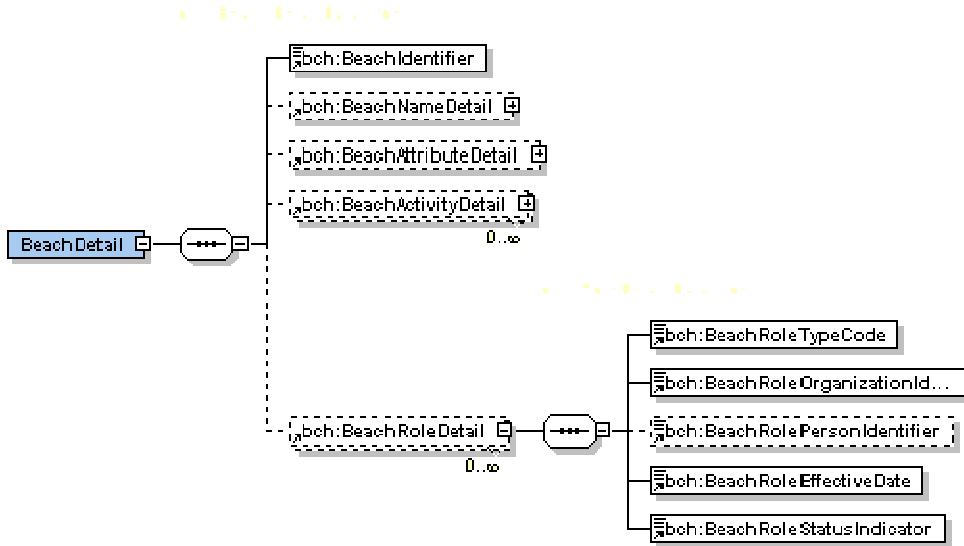 bch:BeachIdentifier
bch:BeachNameDetail
bch:BeachAttributeDetail
bch:BeachActivityDetail
0..∞
BeachDetail
bch:BeachRoleTypeCode
bch:BeachRoleOrganizationId...
bch:BeachRoleDetail
0..∞
bch:BeachRolePersonIdentifier
bch:BeachRoleEffectiveDate
bch:BeachRoleStatusIndicator